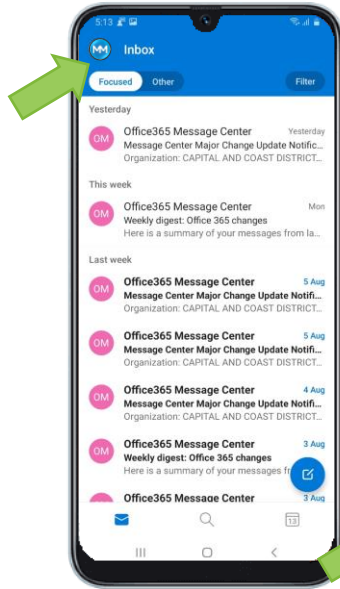 5:13
MM Inbox
Focused Other Filter
Yesterday
OM Office365 Message Center Yesterday
Message Center Major Change Update Notific...
Organization: CAPITAL AND COAST DISTRICT...
This week
OM Office365 Message Center Mon
Weekly digest: Office 365 changes
Here is a summary of your messages from la...
Last week
OM Office365 Message Center 5 Aug
Message Center Major Change Update Notifi...
Organization: CAPITAL AND COAST DISTRICT...
OM Office365 Message Center 5 Aug
Message Center Major Change Update Notifi...
Organization: CAPITAL AND COAST DISTRICT...
OM Office365 Message Center 4 Aug
Message Center Major Change Update Notifi...
Organization: CAPITAL AND COAST DISTRICT...
OM Office365 Message Center 3 Aug
Weekly digest: Office 365 changes
Here is a summary of your messages fr
Office365 Message Center 3 Aug
13